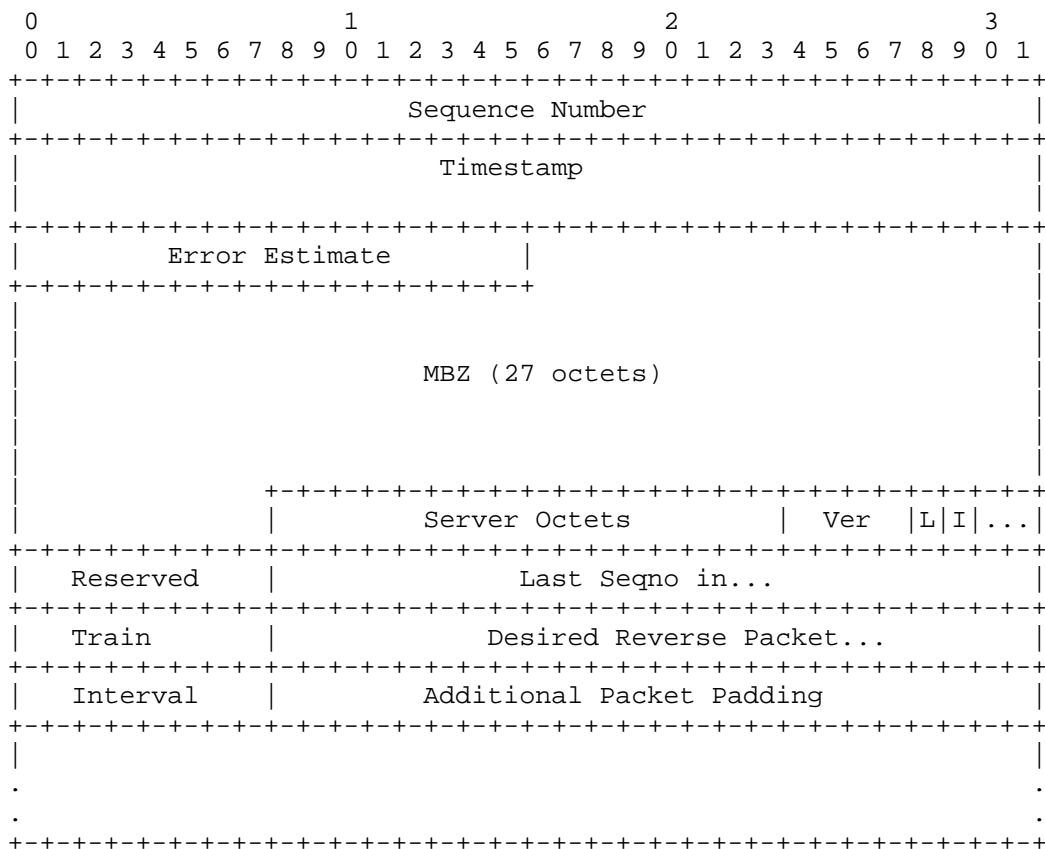 0                   1                   2                   3
 0 1 2 3 4 5 6 7 8 9 0 1 2 3 4 5 6 7 8 9 0 1 2 3 4 5 6 7 8 9 0 1
+-+-+-+-+-+-+-+-+-+-+-+-+-+-+-+-+-+-+-+-+-+-+-+-+-+-+-+-+-+-+-+-+
|                        Sequence Number                        |
+-+-+-+-+-+-+-+-+-+-+-+-+-+-+-+-+-+-+-+-+-+-+-+-+-+-+-+-+-+-+-+-+
|                          Timestamp                            |
|                                                               |
+-+-+-+-+-+-+-+-+-+-+-+-+-+-+-+-+-+-+-+-+-+-+-+-+-+-+-+-+-+-+-+-+
|         Error Estimate        |                               |
+-+-+-+-+-+-+-+-+-+-+-+-+-+-+-+-+                               |
|                                                               |
|                                                               |
|                         MBZ (27 octets)                       |
|                                                               |
|                                                               |
|                                                               |
|               +-+-+-+-+-+-+-+-+-+-+-+-+-+-+-+-+-+-+-+-+-+-+-+-+
|               |         Server Octets         |  Ver  |L|I|...|
+-+-+-+-+-+-+-+-+-+-+-+-+-+-+-+-+-+-+-+-+-+-+-+-+-+-+-+-+-+-+-+-+
|   Reserved    |               Last Seqno in...                |
+-+-+-+-+-+-+-+-+-+-+-+-+-+-+-+-+-+-+-+-+-+-+-+-+-+-+-+-+-+-+-+-+
|   Train       |             Desired Reverse Packet...         |
+-+-+-+-+-+-+-+-+-+-+-+-+-+-+-+-+-+-+-+-+-+-+-+-+-+-+-+-+-+-+-+-+
|   Interval    |         Additional Packet Padding             |
+-+-+-+-+-+-+-+-+-+-+-+-+-+-+-+-+-+-+-+-+-+-+-+-+-+-+-+-+-+-+-+-+
|                                                               |
.                                                               .
.                                                               .
+-+-+-+-+-+-+-+-+-+-+-+-+-+-+-+-+-+-+-+-+-+-+-+-+-+-+-+-+-+-+-+-+